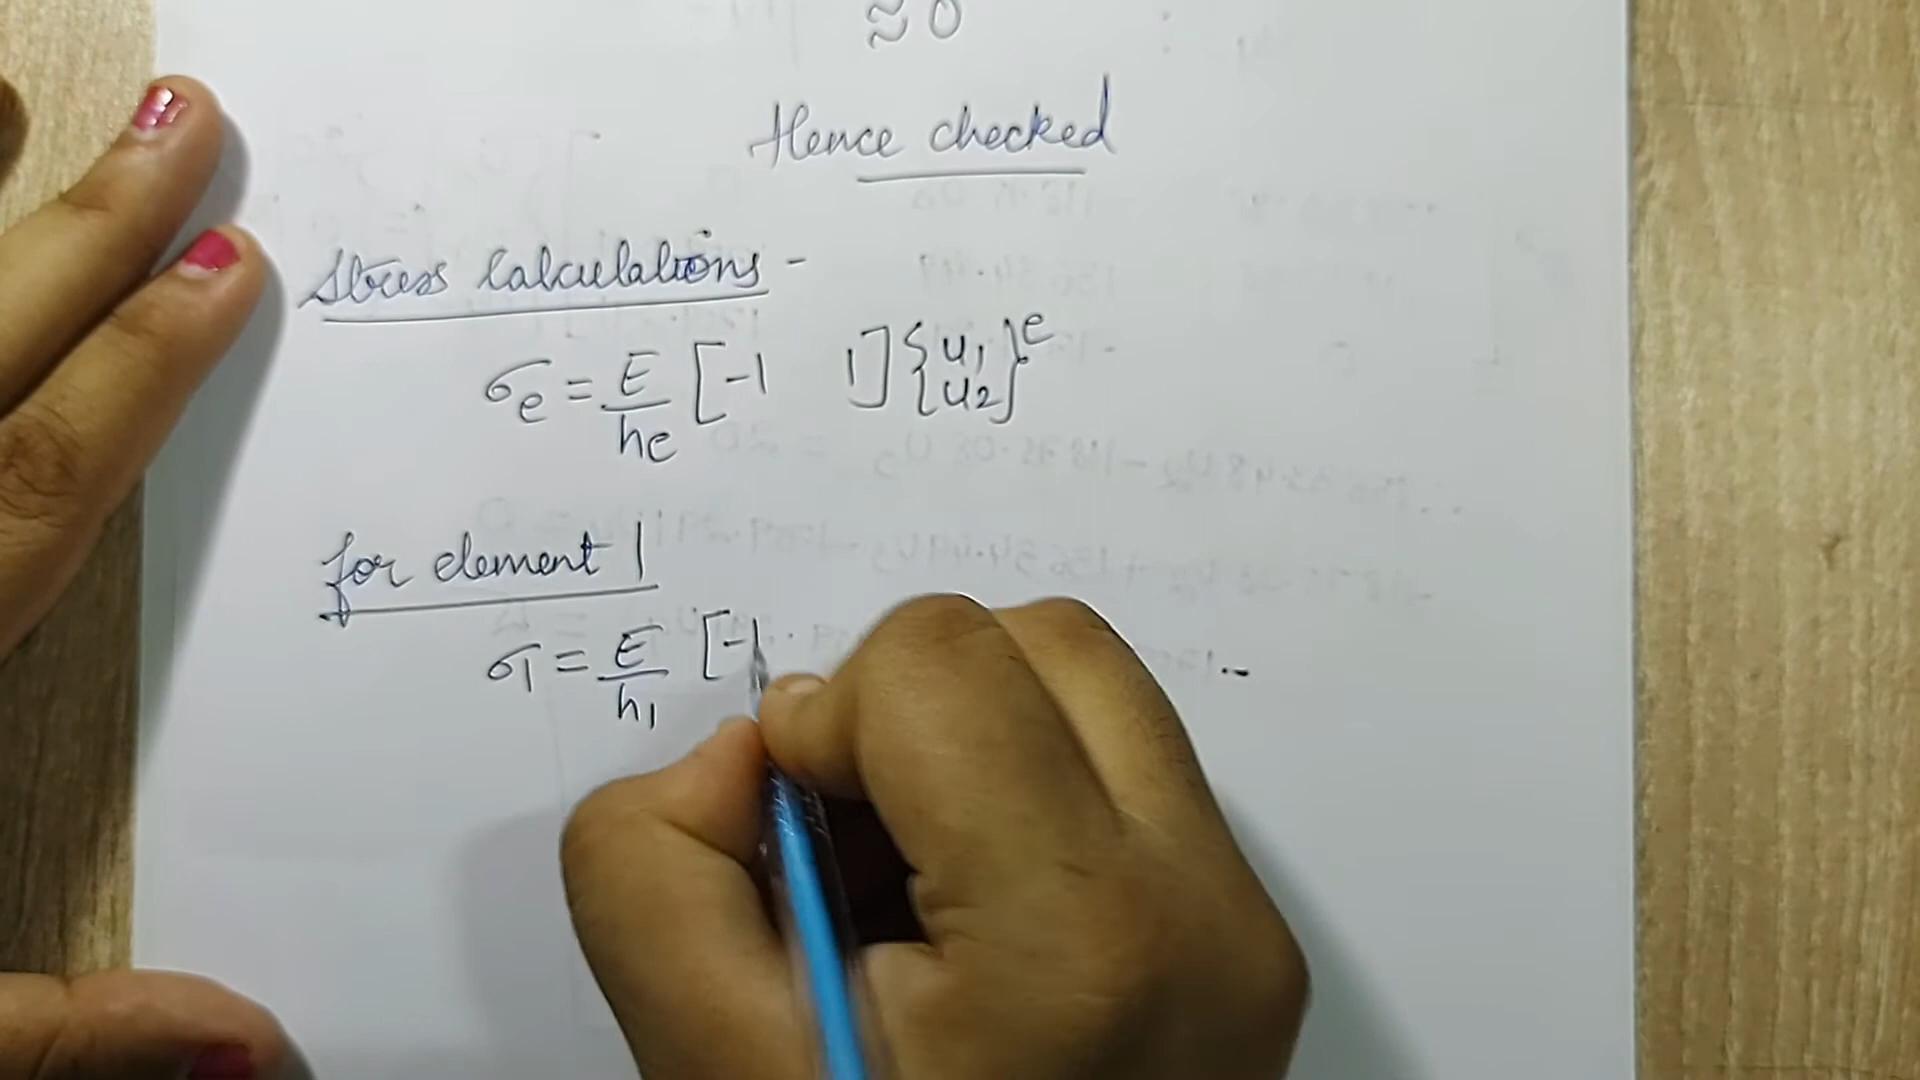 ≈ 0
Hence checked
Stress Calculations -
σe = E/he [-1 1] {u1 u2}^e
for element 1
σ1 = E/h1 [-1